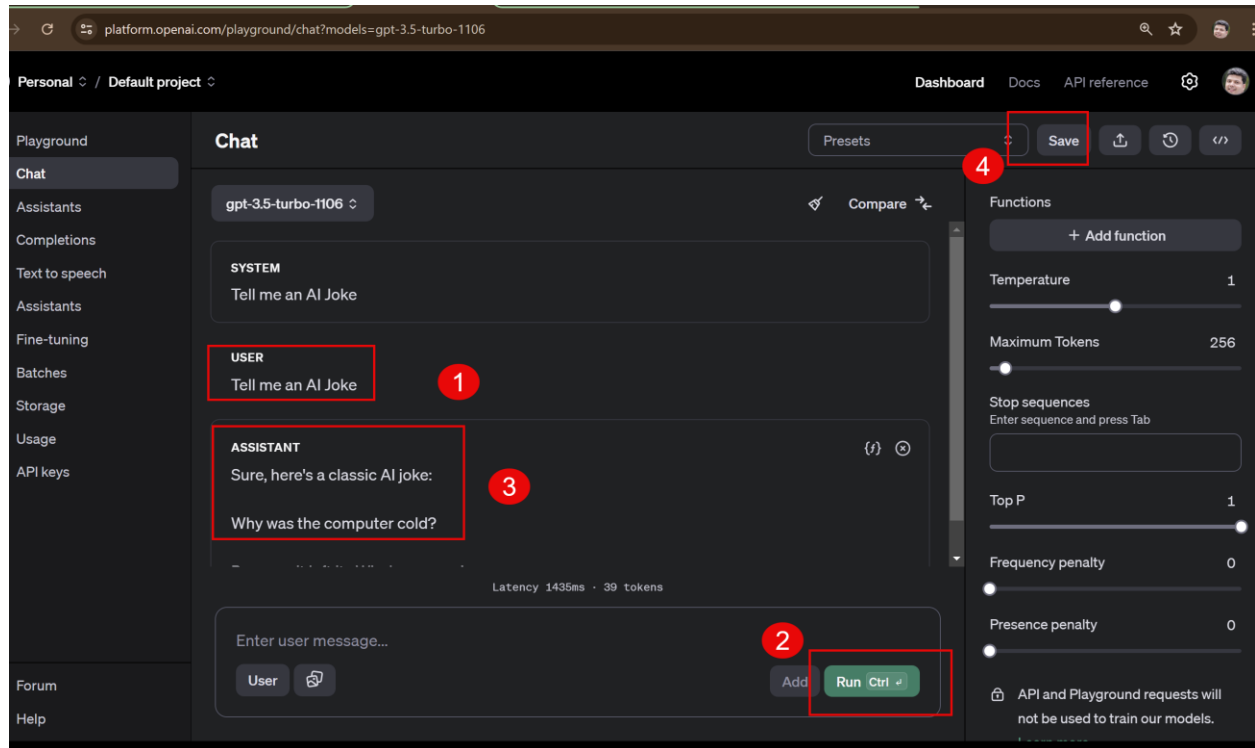 platform.openai.com/playground/chat?models=gpt-3.5-turbo-1106
Personal / Default project
Dashboard Docs API reference
Playground
Chat
Assistants
Completions
Text to speech
Assistants
Fine-tuning
Batches
Storage
Usage
API keys
Forum
Help
Chat
Presets
Save
4
gpt-3.5-turbo-1106
Compare
SYSTEM
Tell me an AI Joke
USER
Tell me an AI Joke
1
ASSISTANT
Sure, here's a classic AI joke:
Why was the computer cold?
3
Latency 1435ms · 39 tokens
Enter user message...
2
User
Add
Run Ctrl ↵
Functions
+ Add function
Temperature 1
Maximum Tokens 256
Stop sequences
Enter sequence and press Tab
Top P 1
Frequency penalty 0
Presence penalty 0
API and Playground requests will
not be used to train our models.